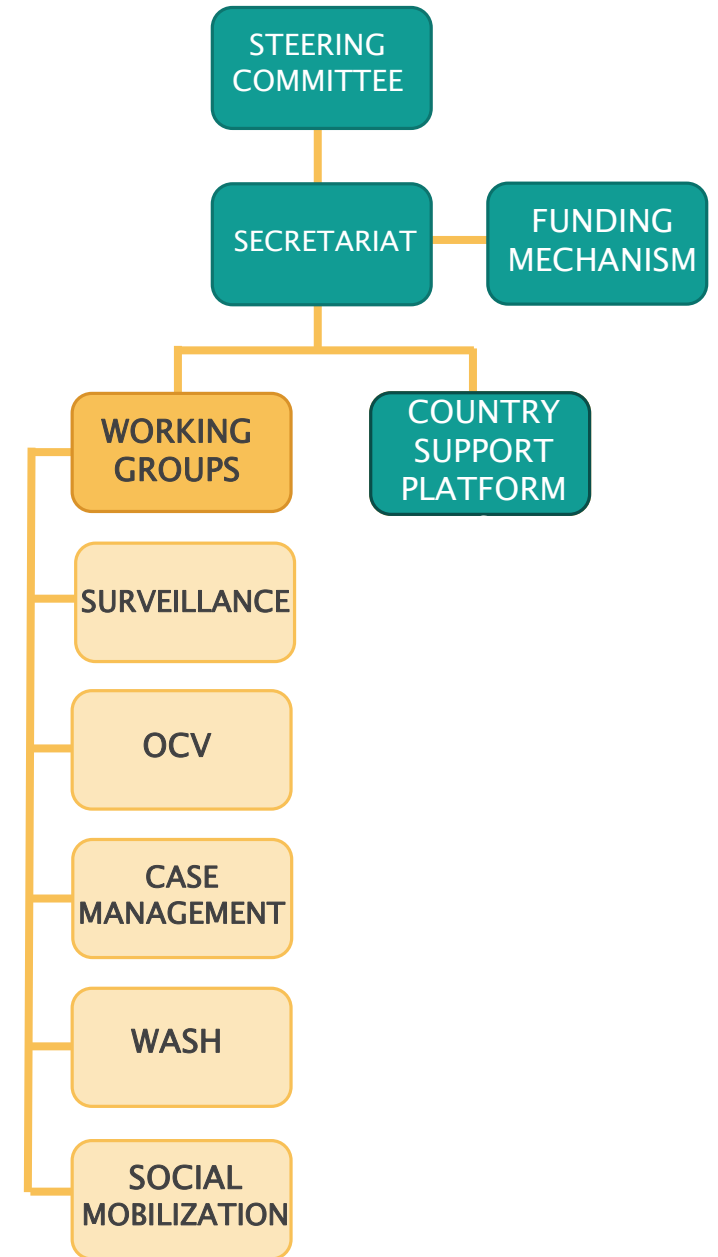 STEERING
COMMITTEE
SECRETARIAT
FUNDING
MECHANISM
WORKING
GROUPS
COUNTRY
SUPPORT
PLATFORM
SURVEILLANCE
OCV
CASE
MANAGEMENT
WASH
SOCIAL
MOBILIZATION